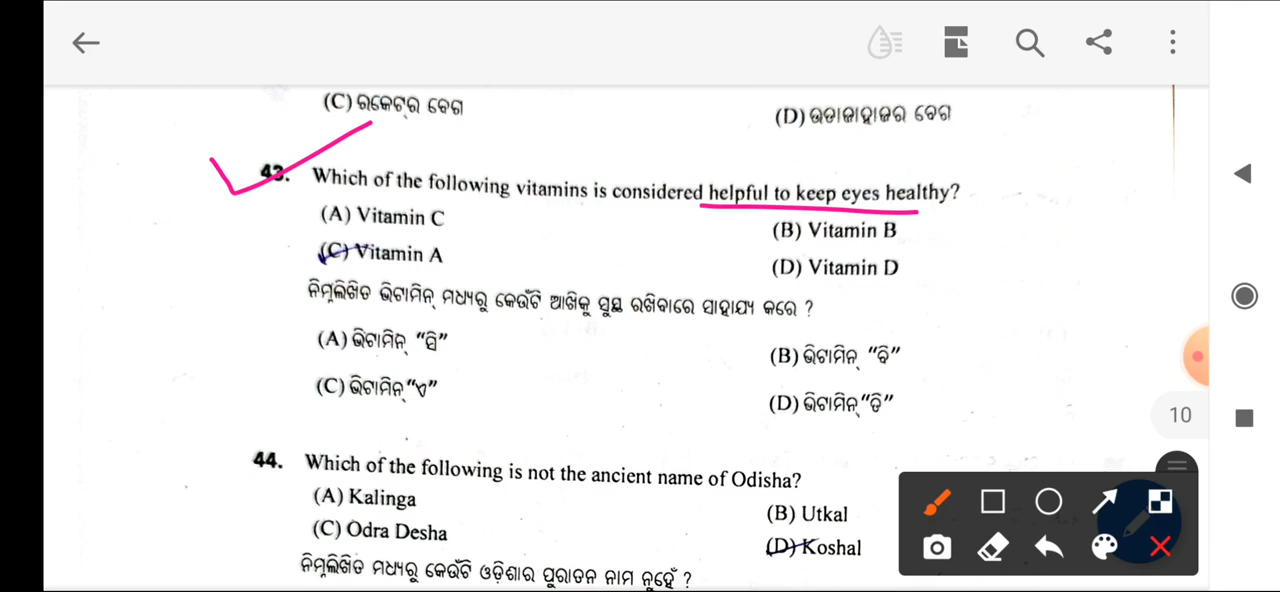 (C) ରକେଟ୍‌ର ବେଗ
(D) ଉଡାଜାହାଜର ବେଗ
43. Which of the following vitamins is considered helpful to keep eyes healthy?
(A) Vitamin C
(B) Vitamin B
(C) Vitamin A
(D) Vitamin D
ନିମ୍ନଲିଖିତ ଭିଟାମିନ୍ ମଧ୍ୟରୁ କେଉଁଟି ଆଖିକୁ ସୁସ୍ଥ ରଖିବାରେ ସାହାଯ୍ୟ କରେ ?
(A) ଭିଟାମିନ୍ “ସି”
(B) ଭିଟାମିନ୍ “ବି”
(C) ଭିଟାମିନ୍ “ଏ”
(D) ଭିଟାମିନ୍ “ଡି”
10
44. Which of the following is not the ancient name of Odisha?
(A) Kalinga
(B) Utkal
(C) Odra Desha
(D) Koshal
ନିମ୍ନଲିଖିତ ମଧ୍ୟରୁ କେଉଁଟି ଓଡ଼ିଶାର ପୁରାତନ ନାମ ନୁହେଁ ?